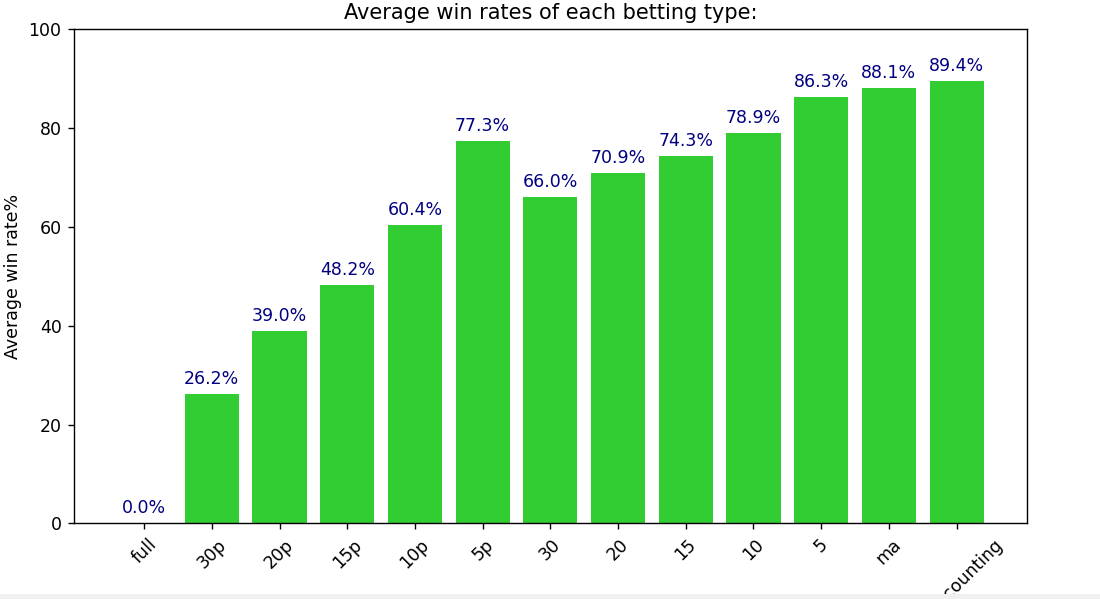 Average win rates of each betting type:
Average win rate%
100
80
60
40
20
0
0.0%
26.2%
39.0%
48.2%
60.4%
77.3%
66.0%
70.9%
74.3%
78.9%
86.3%
88.1%
89.4%
full
30p
20p
15p
10p
5p
30
20
15
10
5
ma
counting